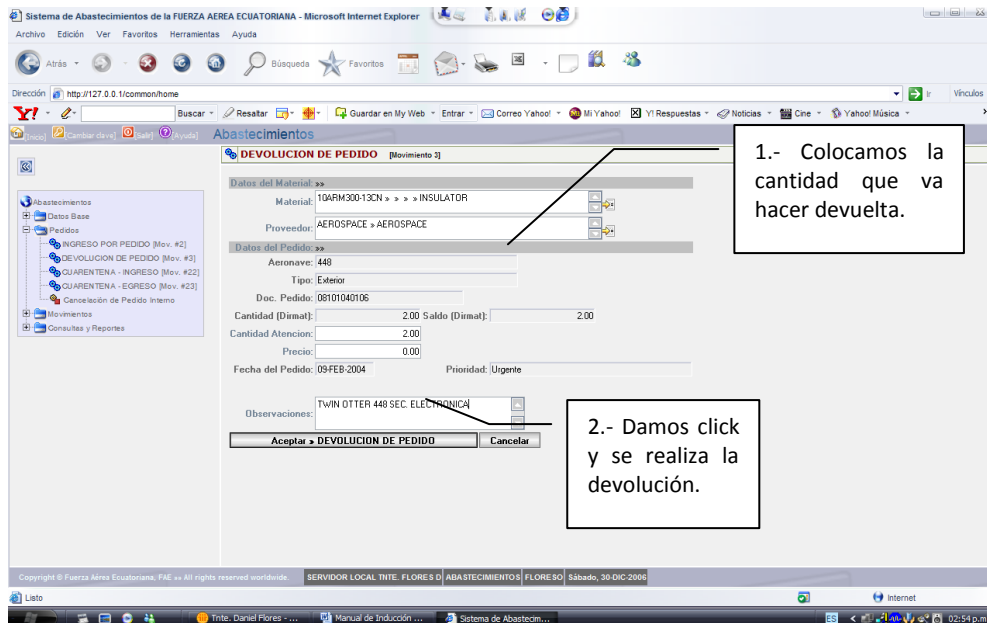 Sistema de Abastecimientos de la FUERZA AEREA ECUATORIANA - Microsoft Internet Explorer
Archivo Edición Ver Favoritos Herramientas Ayuda
Atrás Búsqueda Favoritos
Dirección http://127.0.0.1/common/home Ir Vínculos
Y! Buscar Resaltar Guardar en My Web Entrar Correo Yahoo! Mi Yahoo! Y! Respuestas Noticias Cine Yahoo! Música
[Inicio] [Cambiar clave] [Salir] [Ayuda] Abastecimientos
Abastecimientos
Datos Base
Pedidos
INGRESO POR PEDIDO [Mov. #2]
DEVOLUCION DE PEDIDO [Mov. #3]
CUARENTENA - INGRESO [Mov. #22]
CUARENTENA - EGRESO [Mov. #23]
Cancelación de Pedido Interno
Movimientos
Consultas y Reportes
DEVOLUCION DE PEDIDO [Movimiento 3]
Datos del Material: »»
Material: 10ARM300-13CN » » » » INSULATOR
Proveedor: AEROSPACE » AEROSPACE
Datos del Pedido: »»
Aeronave: 448
Tipo: Exterior
Doc. Pedido: 08101040106
Cantidad (Dirmat): 2.00 Saldo (Dirmat): 2.00
Cantidad Atencion: 2.00
Precio: 0.00
Fecha del Pedido: 09-FEB-2004 Prioridad: Urgente
Observaciones: TWIN OTTER 448 SEC. ELECTRONICA
Aceptar » DEVOLUCION DE PEDIDO Cancelar
1.- Colocamos la
cantidad que va
hacer devuelta.
2.- Damos click
y se realiza la
devolución.
Copyright © Fuerza Aérea Ecuatoriana, FAE »» All rights reserved worldwide. SERVIDOR LOCAL TNTE. FLORES D ABASTECIMIENTOS FLORESO Sábado, 30-DIC-2006
Listo Internet
Tnte. Daniel Flores - ... Manual de Inducción ... Sistema de Abastecim... ES 02:54 p.m.